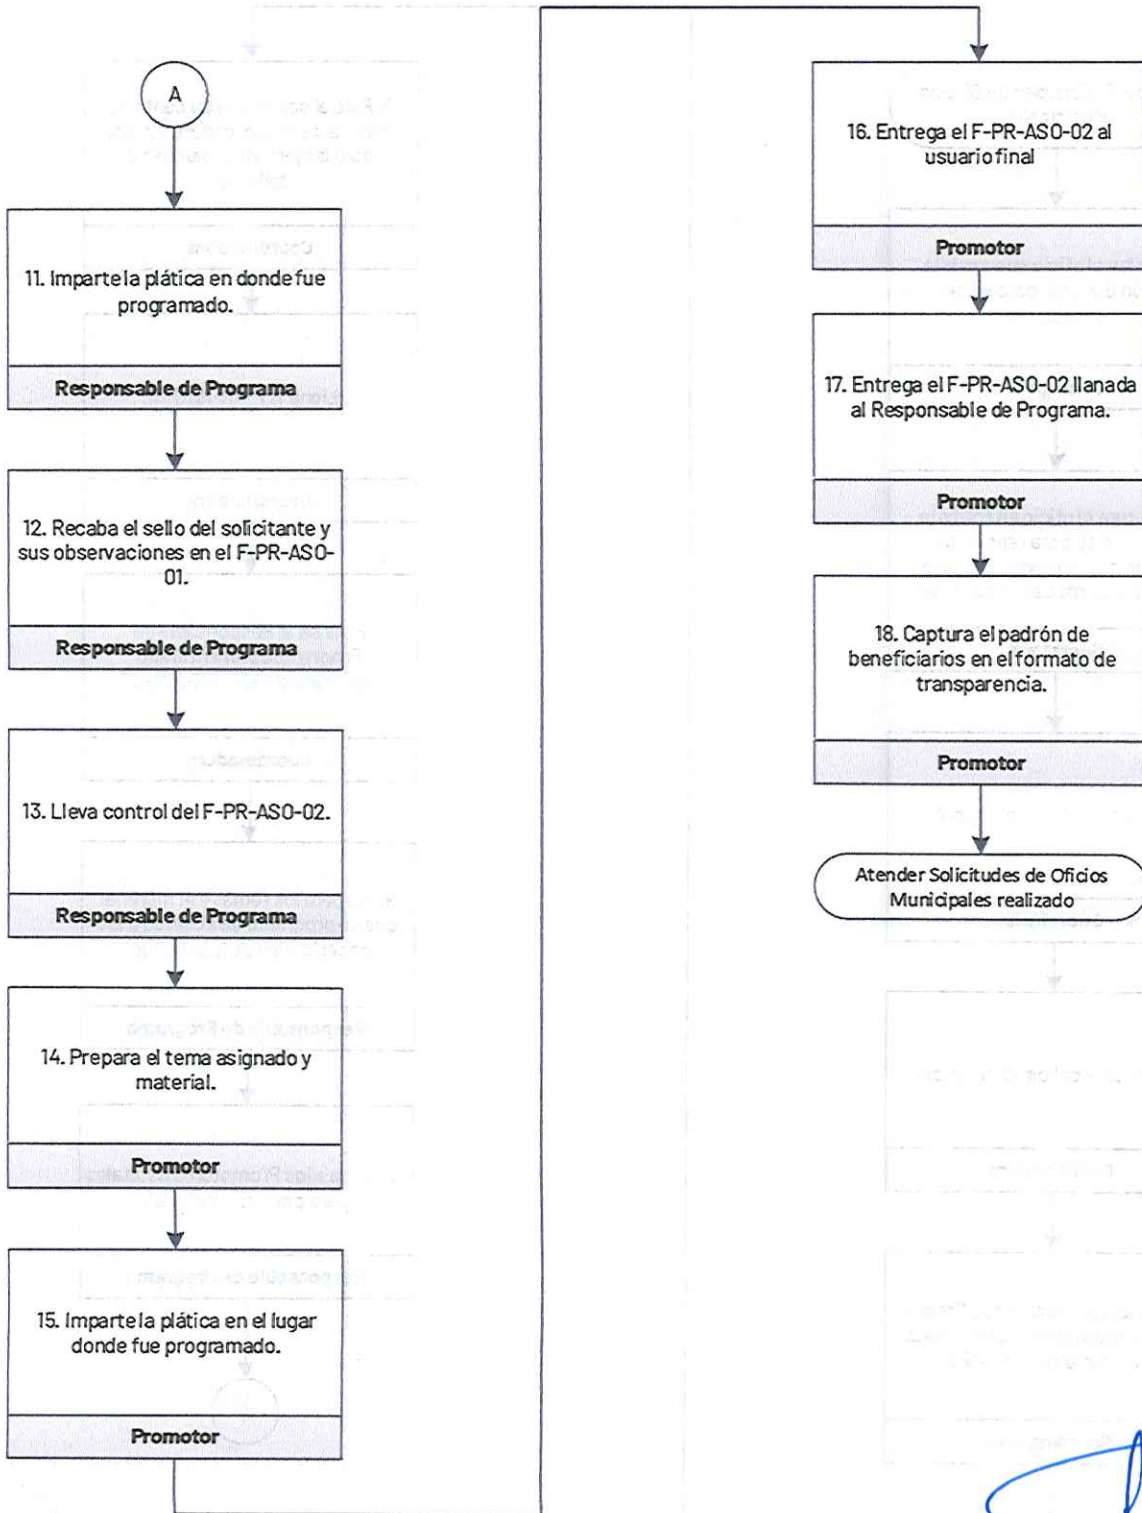 A
11. Imparte la plática en donde fue
programado.
Responsable de Programa
12. Recaba el sello del solicitante y
sus observaciones en el F-PR-ASO-
01.
Responsable de Programa
13. Lleva control del F-PR-ASO-02.
Responsable de Programa
14. Prepara el tema asignado y
material.
Promotor
15. Imparte la plática en el lugar
donde fue programado.
Promotor
16. Entrega el F-PR-ASO-02 al
usuario final
Promotor
17. Entrega el F-PR-ASO-02 llanada
al Responsable de Programa.
Promotor
18. Captura el padrón de
beneficiarios en el formato de
transparencia.
Promotor
Atender Solicitudes de Oficios
Municipales realizado